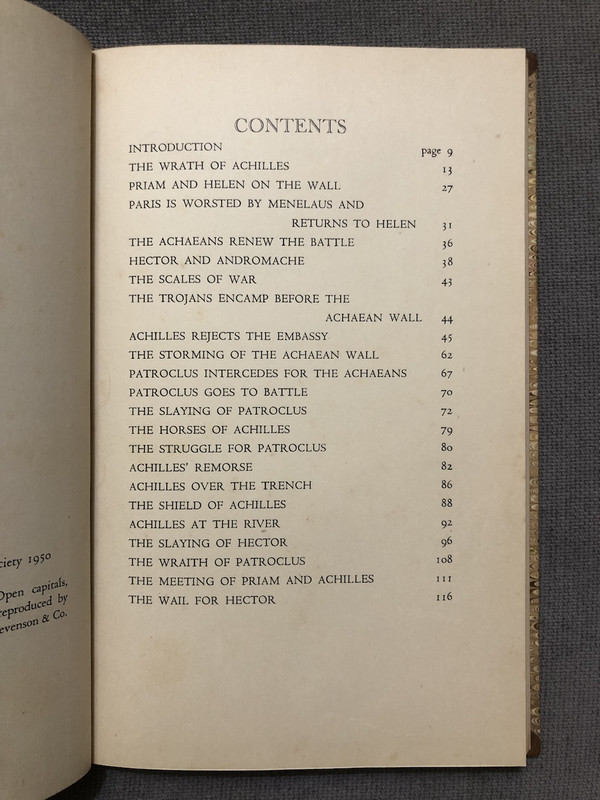 ciety 1950
Open capitals,
reproduced by
evenson & Co.
CONTENTS
INTRODUCTION page 9
THE WRATH OF ACHILLES 13
PRIAM AND HELEN ON THE WALL 27
PARIS IS WORSTED BY MENELAUS AND
RETURNS TO HELEN 31
THE ACHAEANS RENEW THE BATTLE 36
HECTOR AND ANDROMACHE 38
THE SCALES OF WAR 43
THE TROJANS ENCAMP BEFORE THE
ACHAEAN WALL 44
ACHILLES REJECTS THE EMBASSY 45
THE STORMING OF THE ACHAEAN WALL 62
PATROCLUS INTERCEDES FOR THE ACHAEANS 67
PATROCLUS GOES TO BATTLE 70
THE SLAYING OF PATROCLUS 72
THE HORSES OF ACHILLES 79
THE STRUGGLE FOR PATROCLUS 80
ACHILLES' REMORSE 82
ACHILLES OVER THE TRENCH 86
THE SHIELD OF ACHILLES 88
ACHILLES AT THE RIVER 92
THE SLAYING OF HECTOR 96
THE WRAITH OF PATROCLUS 108
THE MEETING OF PRIAM AND ACHILLES 111
THE WAIL FOR HECTOR 116